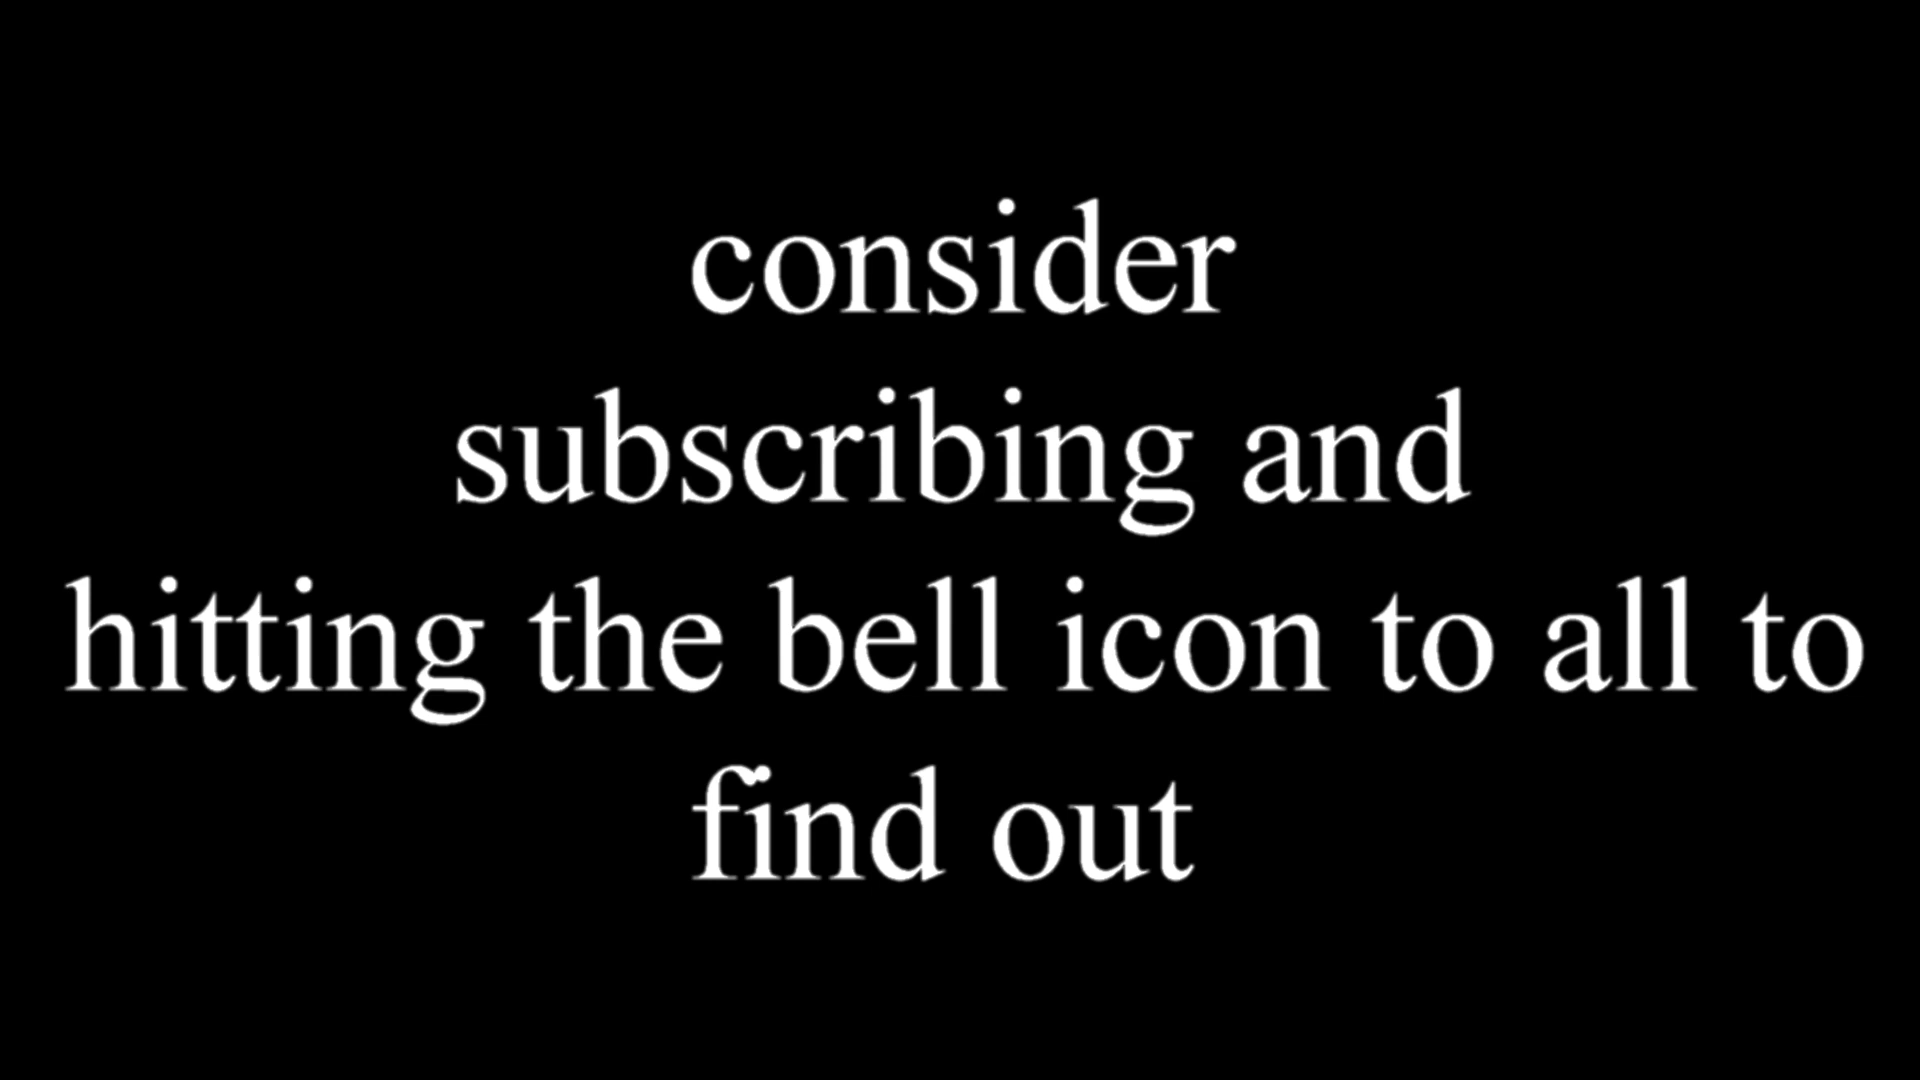 consider
subscribing and
hitting the bell icon to all to
find out